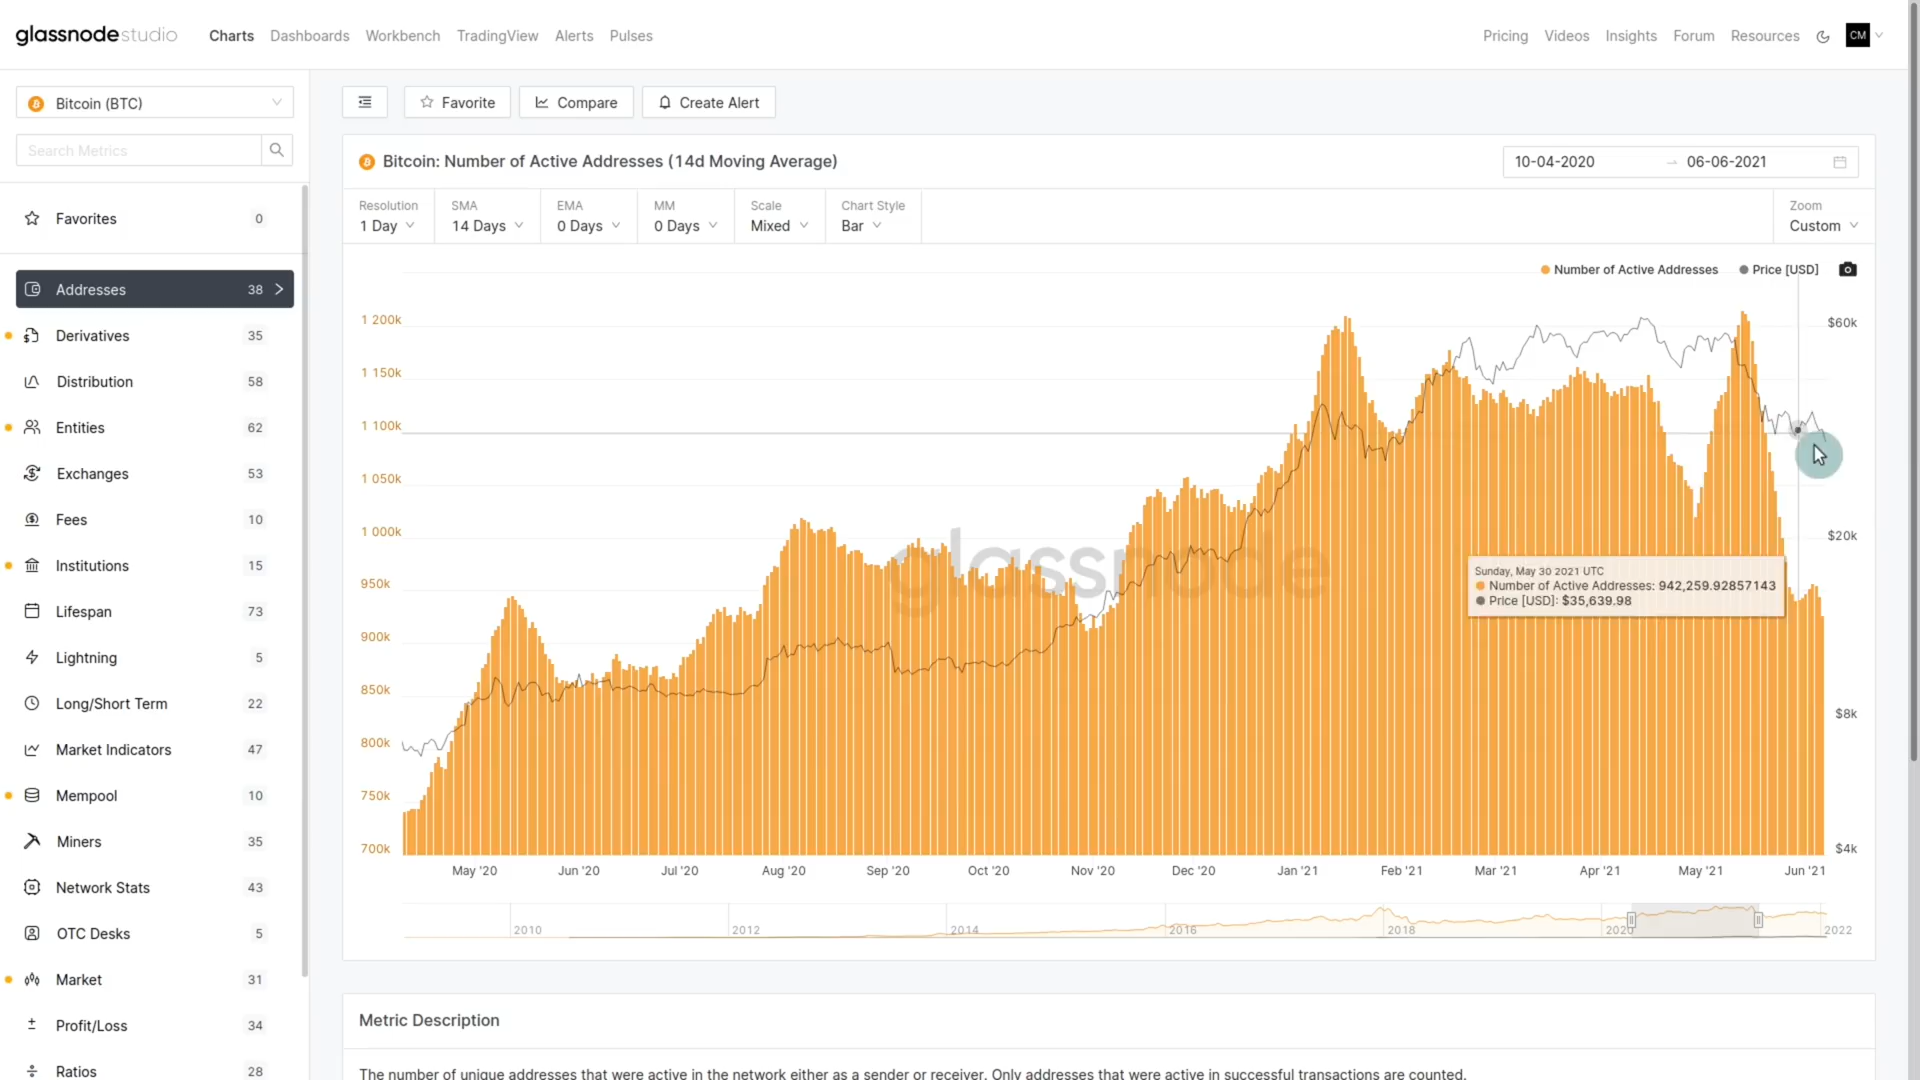 glassnode studio Charts Dashboards Workbench TradingView Alerts Pulses Pricing Videos Insights Forum Resources CM
Bitcoin (BTC)
Search Metrics
Favorites 0
Addresses 38
Derivatives 35
Distribution 58
Entities 62
Exchanges 53
Fees 10
Institutions 15
Lifespan 73
Lightning 5
Long/Short Term 22
Market Indicators 47
Mempool 10
Miners 35
Network Stats 43
OTC Desks 5
Market 31
Profit/Loss 34
Ratios 28
Favorite Compare Create Alert
Bitcoin: Number of Active Addresses (14d Moving Average) 10-04-2020 → 06-06-2021
Resolution SMA EMA MM Scale Chart Style Zoom
1 Day 14 Days 0 Days 0 Days Mixed Bar Custom
Number of Active Addresses Price [USD]
1 200k
1 150k
1 100k
1 050k
1 000k
950k
900k
850k
800k
750k
700k
$60k
$20k
$8k
$4k
glassnode
Sunday, May 30 2021 UTC
Number of Active Addresses: 942,259.92857143
Price [USD]: $35,639.98
May '20 Jun '20 Jul '20 Aug '20 Sep '20 Oct '20 Nov '20 Dec '20 Jan '21 Feb '21 Mar '21 Apr '21 May '21 Jun '21
2010 2012 2014 2016 2018 2020 2022
Metric Description
The number of unique addresses that were active in the network either as a sender or receiver. Only addresses that were active in successful transactions are counted.